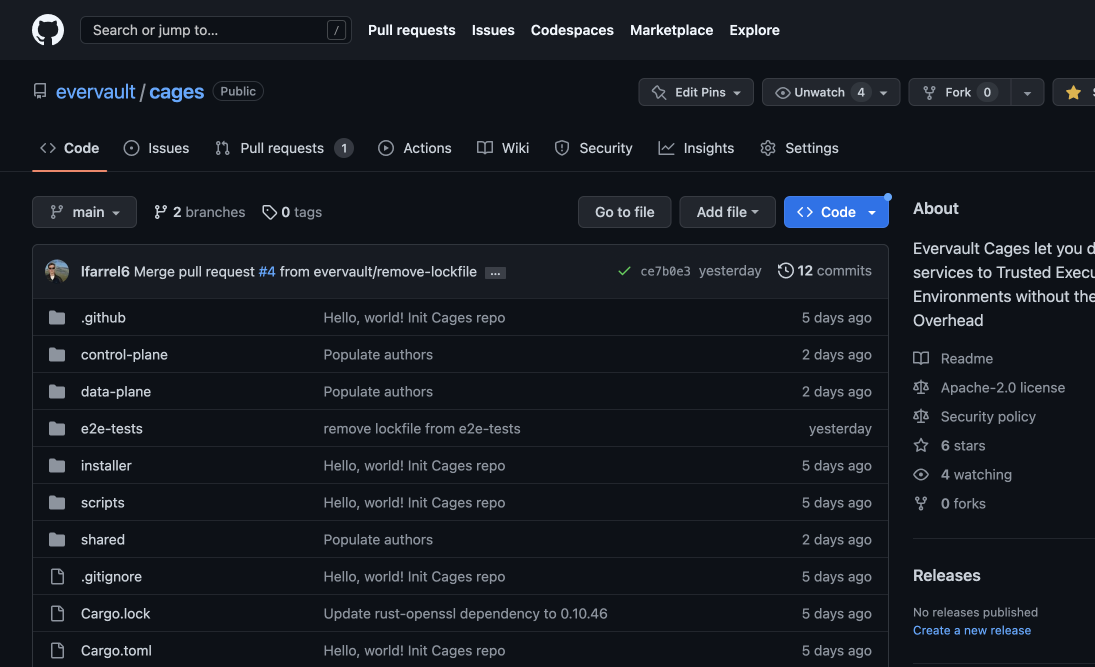 Search or jump to... / Pull requests Issues Codespaces Marketplace Explore
evervault / cages Public Edit Pins Unwatch 4 Fork 0
Code Issues Pull requests 1 Actions Wiki Security Insights Settings
main 2 branches 0 tags Go to file Add file Code
lfarrel6 Merge pull request #4 from evervault/remove-lockfile ... ce7b0e3 yesterday 12 commits
.github Hello, world! Init Cages repo 5 days ago
control-plane Populate authors 2 days ago
data-plane Populate authors 2 days ago
e2e-tests remove lockfile from e2e-tests yesterday
installer Hello, world! Init Cages repo 5 days ago
scripts Hello, world! Init Cages repo 5 days ago
shared Populate authors 2 days ago
.gitignore Hello, world! Init Cages repo 5 days ago
Cargo.lock Update rust-openssl dependency to 0.10.46 5 days ago
Cargo.toml Hello, world! Init Cages repo 5 days ago
About
Evervault Cages let you d
services to Trusted Execu
Environments without the
Overhead
Readme
Apache-2.0 license
Security policy
6 stars
4 watching
0 forks
Releases
No releases published
Create a new release